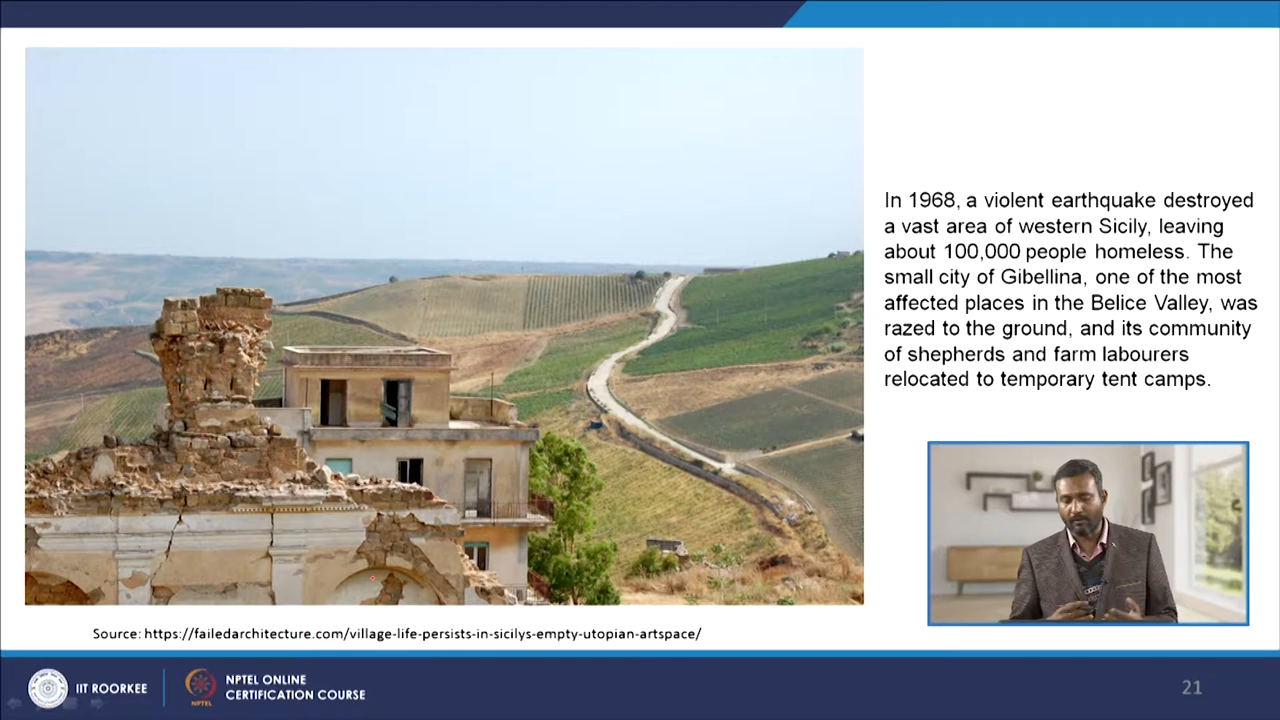 In 1968, a violent earthquake destroyed
a vast area of western Sicily, leaving
about 100,000 people homeless. The
small city of Gibellina, one of the most
affected places in the Belice Valley, was
razed to the ground, and its community
of shepherds and farm labourers
relocated to temporary tent camps.
Source: https://failedarchitecture.com/village-life-persists-in-sicilys-empty-utopian-artspace/
IIT ROORKEE
NPTEL
NPTEL ONLINE
CERTIFICATION COURSE
21